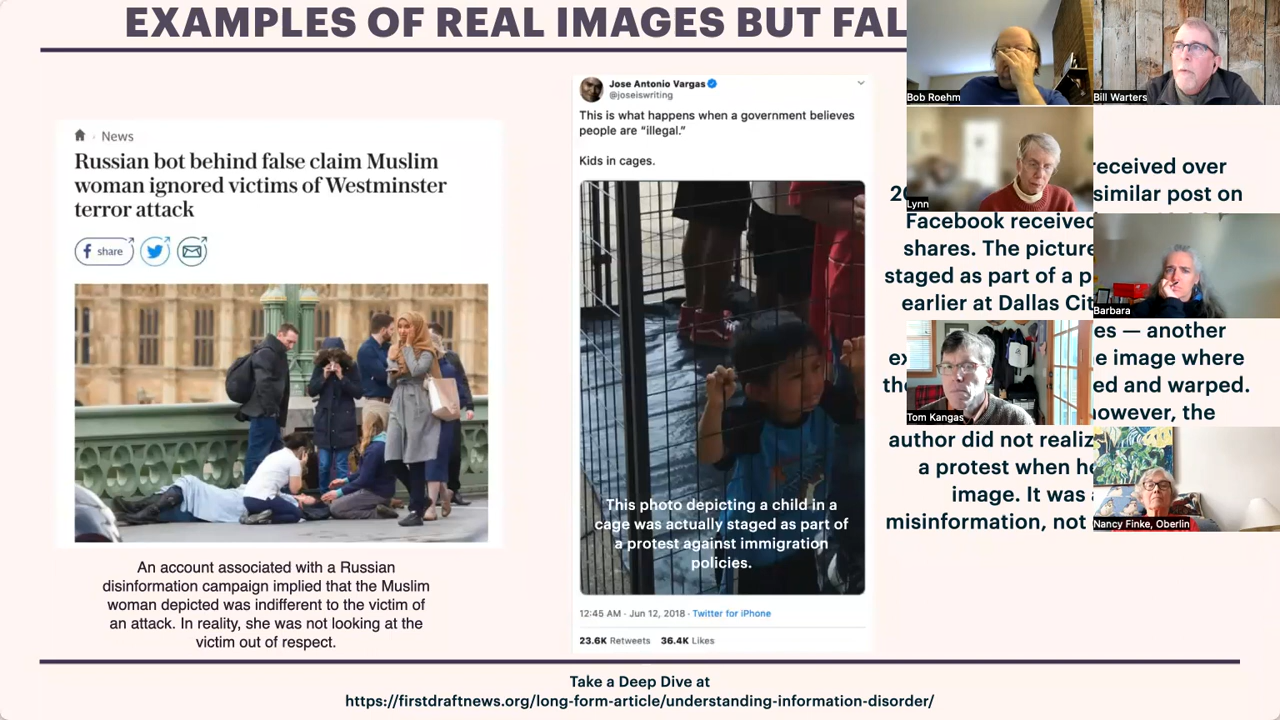 EXAMPLES OF REAL IMAGES BUT FAL
News
Russian bot behind false claim Muslim
woman ignored victims of Westminster
terror attack
share
An account associated with a Russian
disinformation campaign implied that the Muslim
woman depicted was indifferent to the victim of
an attack. In reality, she was not looking at the
victim out of respect.
Jose Antonio Vargas
@joseiswriting
This is what happens when a government believes
people are “illegal.”
Kids in cages.
This photo depicting a child in a
cage was actually staged as part of
a protest against immigration
policies.
12:45 AM · Jun 12, 2018 · Twitter for iPhone
23.6K Retweets 36.4K Likes
received over
similar post on
Facebook received
shares. The picture
staged as part of a p
earlier at Dallas Cit
es — another
ex e image where
the ed and warped.
however, the
author did not realiz
a protest when he
image. It was
misinformation, not
Bob Roehm
Bill Warters
Lynn
Barbara
Tom Kangas
Nancy Finke, Oberlin
Take a Deep Dive at
https://firstdraftnews.org/long-form-article/understanding-information-disorder/